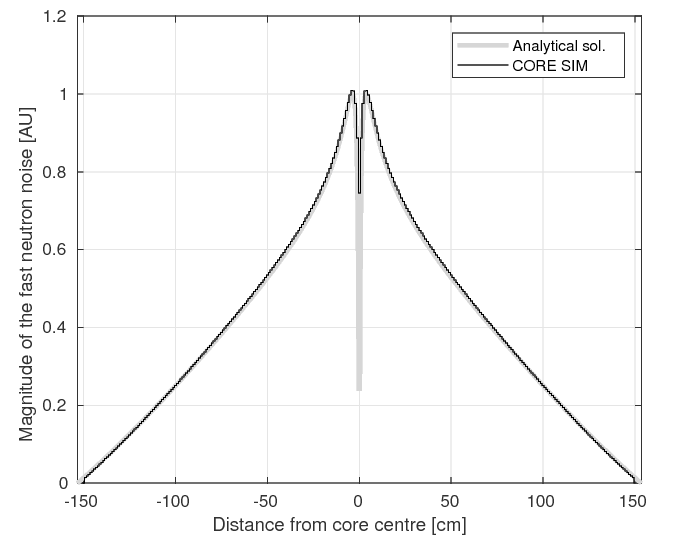 1.2
1
0.8
0.6
0.4
0.2
0
Magnitude of the fast neutron noise [AU]
Analytical sol.
CORE SIM
-150 -100 -50 0 50 100 150
Distance from core centre [cm]